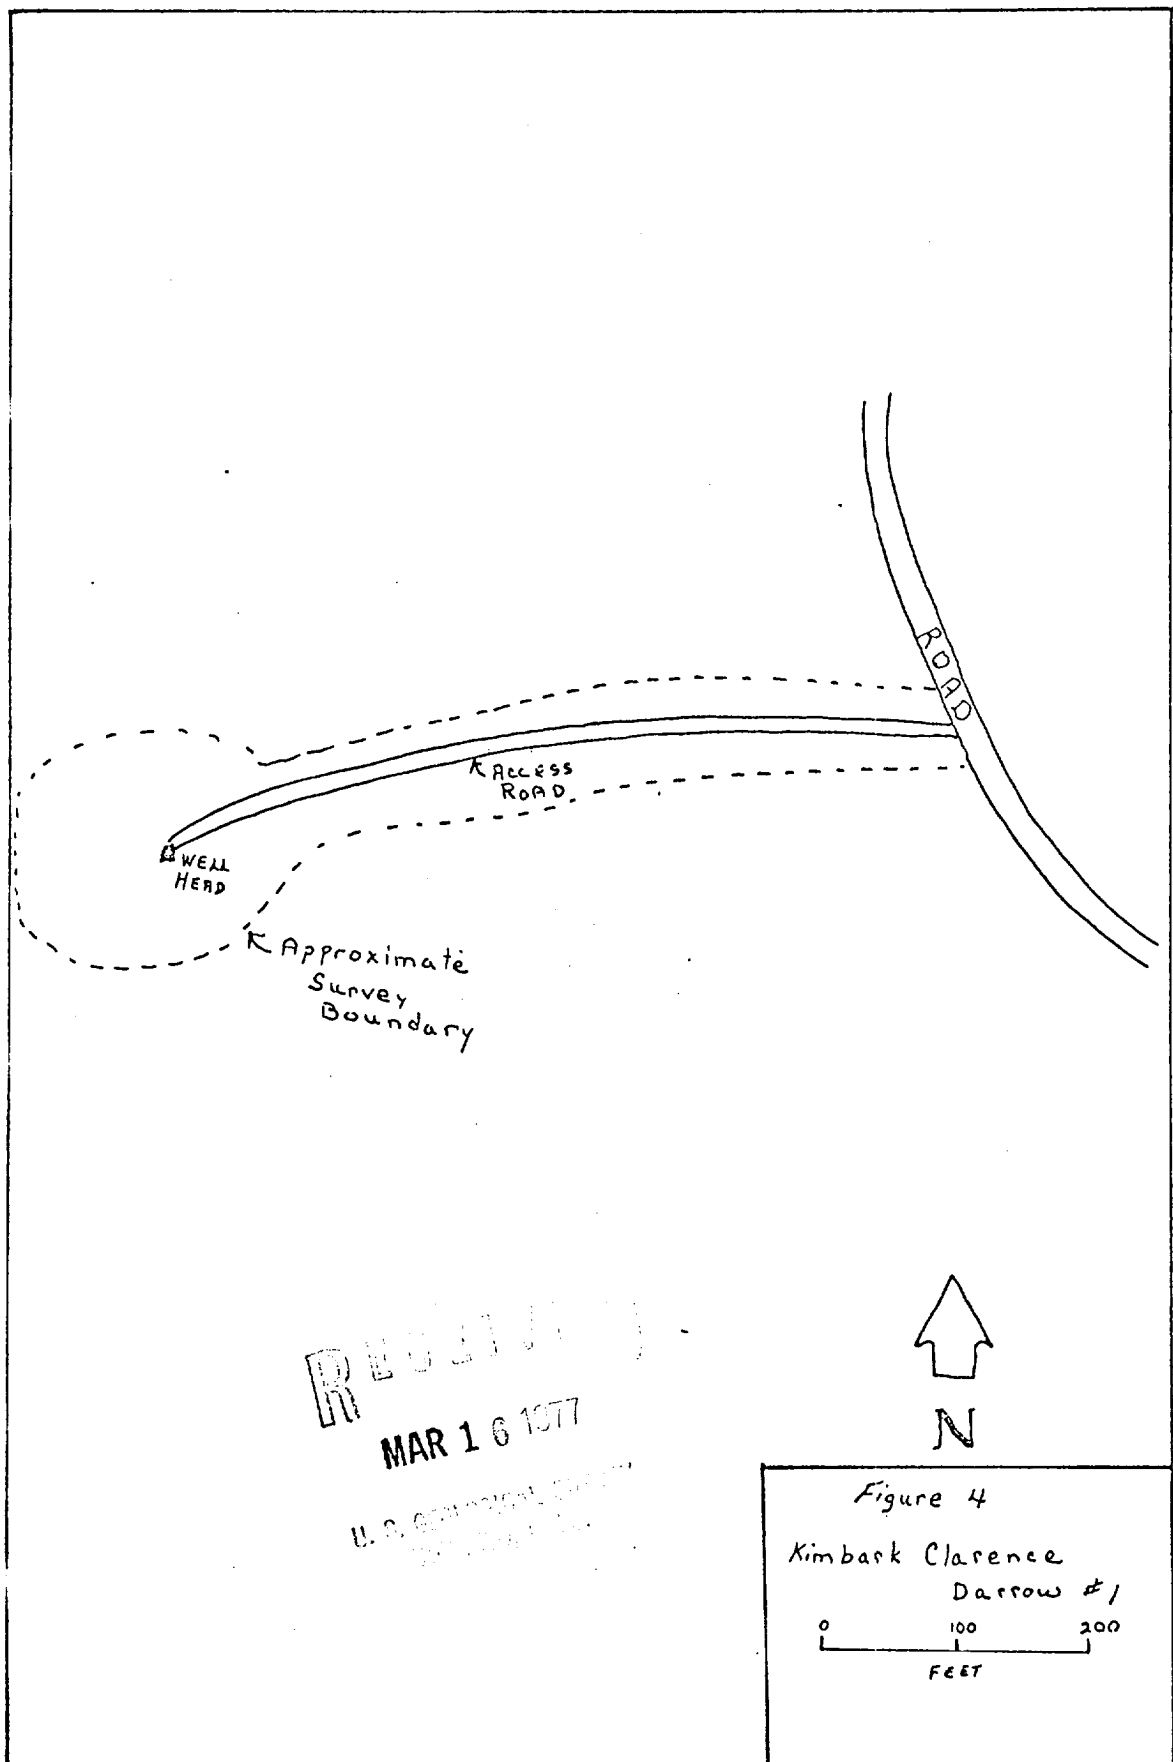 ROAD
ACCESS
ROAD
WELL
HEAD
Approximate
Survey
Boundary
MAR 16 1977
U. S.
N
Figure 4
Kimbark Clarence
Darrow #1
0 100 200
FEET